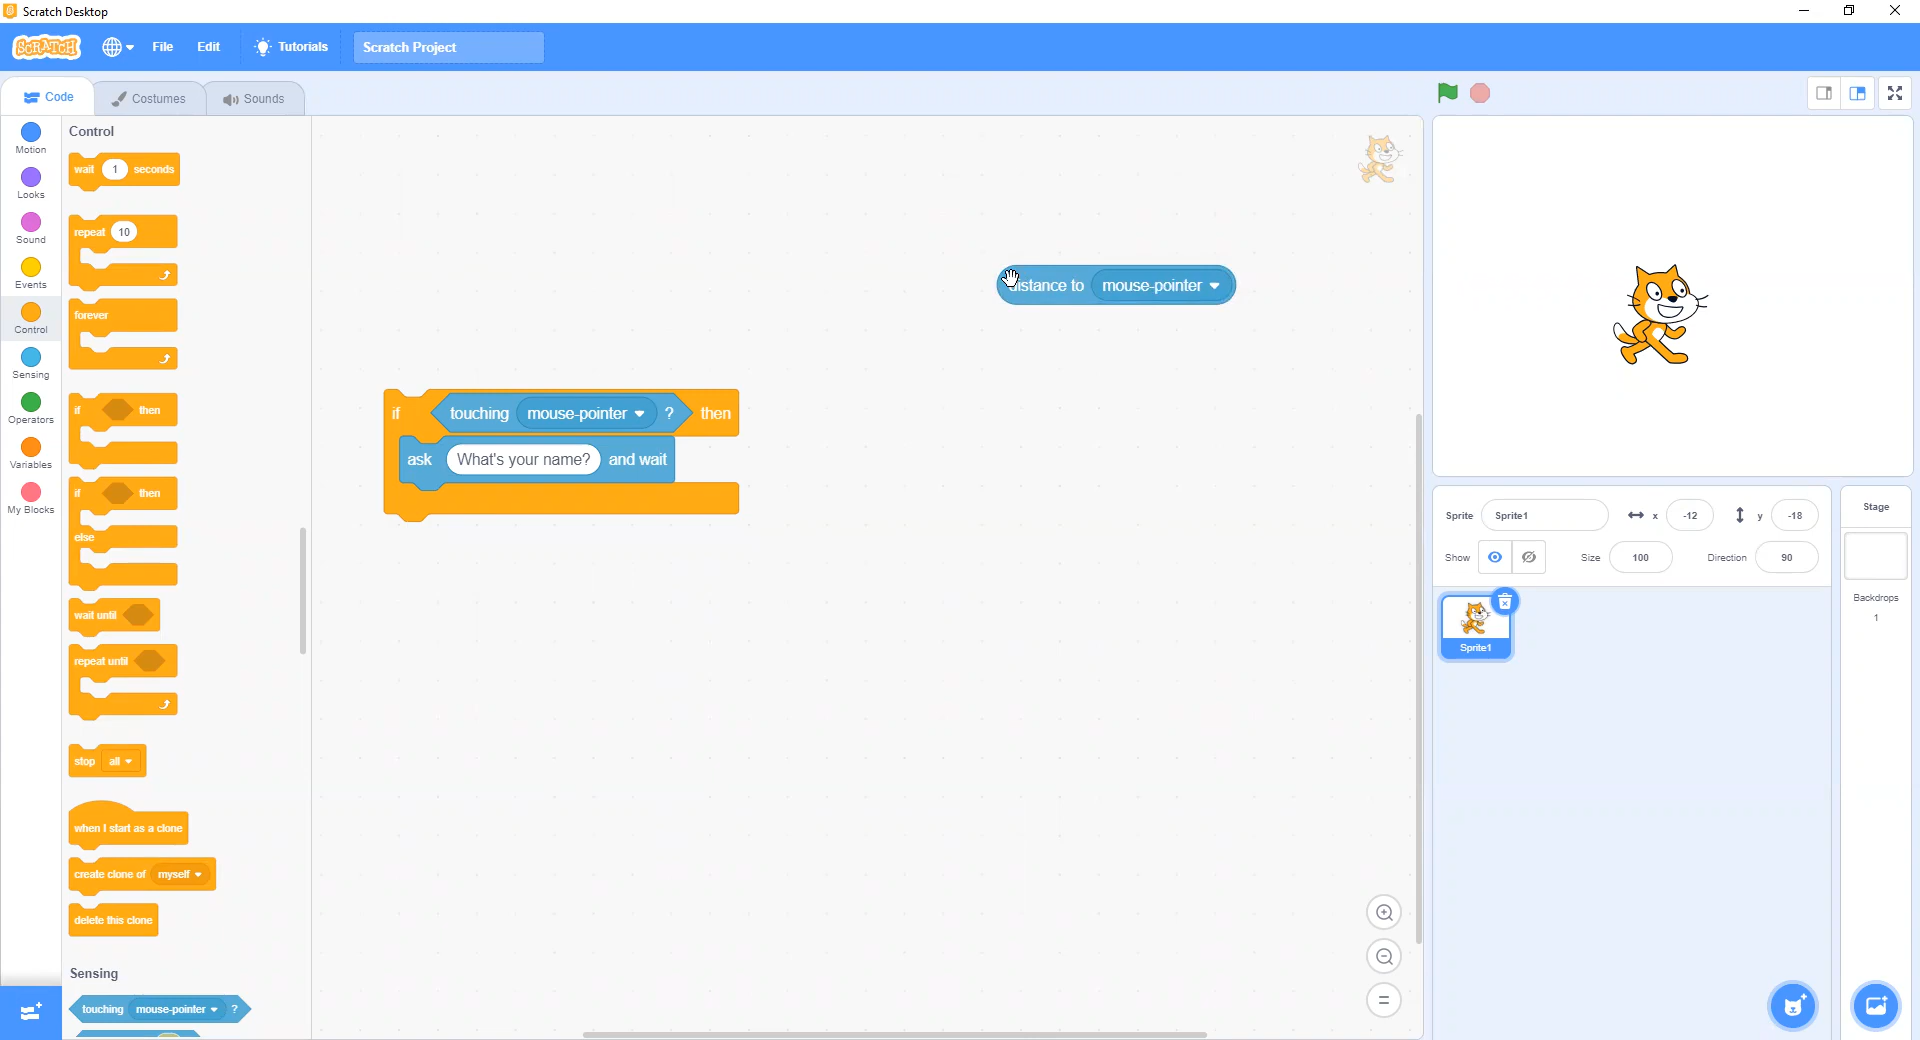 Scratch Desktop
SCRATCH File Edit Tutorials Scratch Project
Code Costumes Sounds
Motion
Looks
Sound
Events
Control
Sensing
Operators
Variables
My Blocks
Control
wait 1 seconds
repeat 10
forever
if then
if then
else
wait until
repeat until
stop all
when I start as a clone
create clone of myself
delete this clone
Sensing
touching mouse-pointer ?
distance to mouse-pointer
if touching mouse-pointer ? then
ask What's your name? and wait
Sprite Sprite1 x -12 y -18
Show Size 100 Direction 90
Sprite1
Stage
Backdrops
1